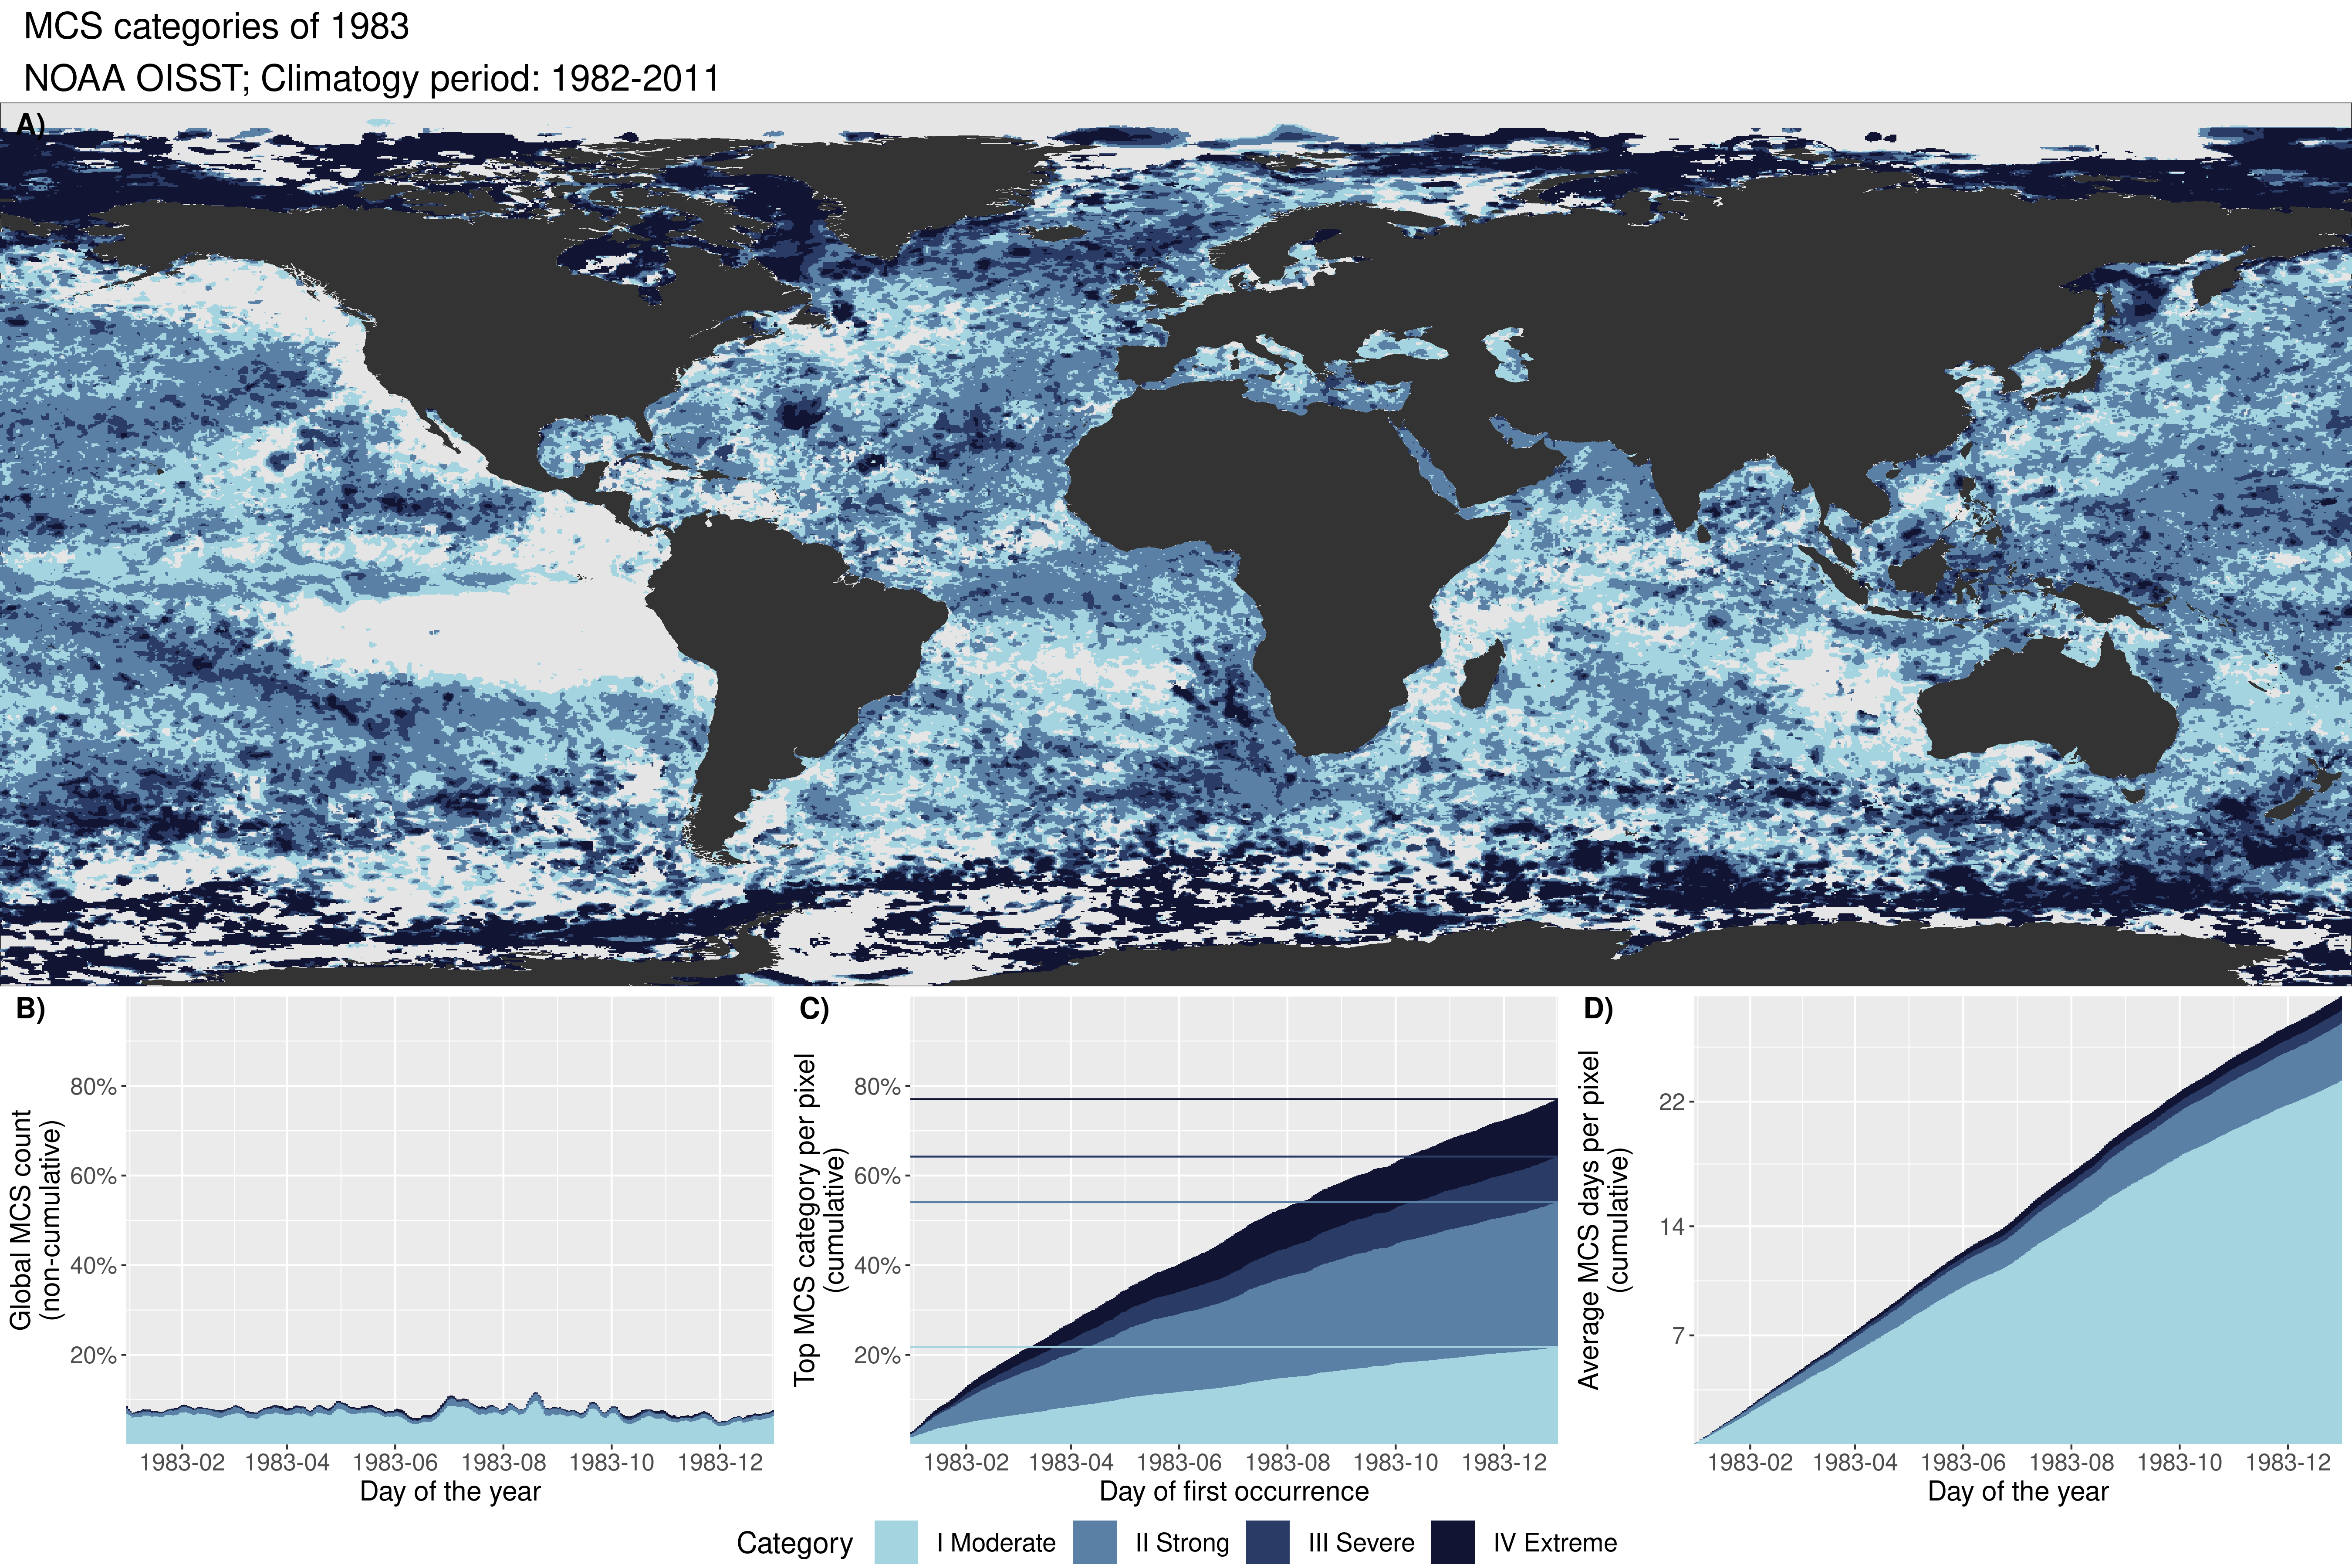 MCS categories of 1983
NOAA OISST; Climatogy period: 1982-2011
A)
B)
Global MCS count
(non-cumulative)
80%
60%
40%
20%
1983-02 1983-04 1983-06 1983-08 1983-10 1983-12
Day of the year
C)
Top MCS category per pixel
(cumulative)
80%
60%
40%
20%
1983-02 1983-04 1983-06 1983-08 1983-10 1983-12
Day of first occurrence
D)
Average MCS days per pixel
(cumulative)
22
14
7
1983-02 1983-04 1983-06 1983-08 1983-10 1983-12
Day of the year
Category I Moderate II Strong III Severe IV Extreme